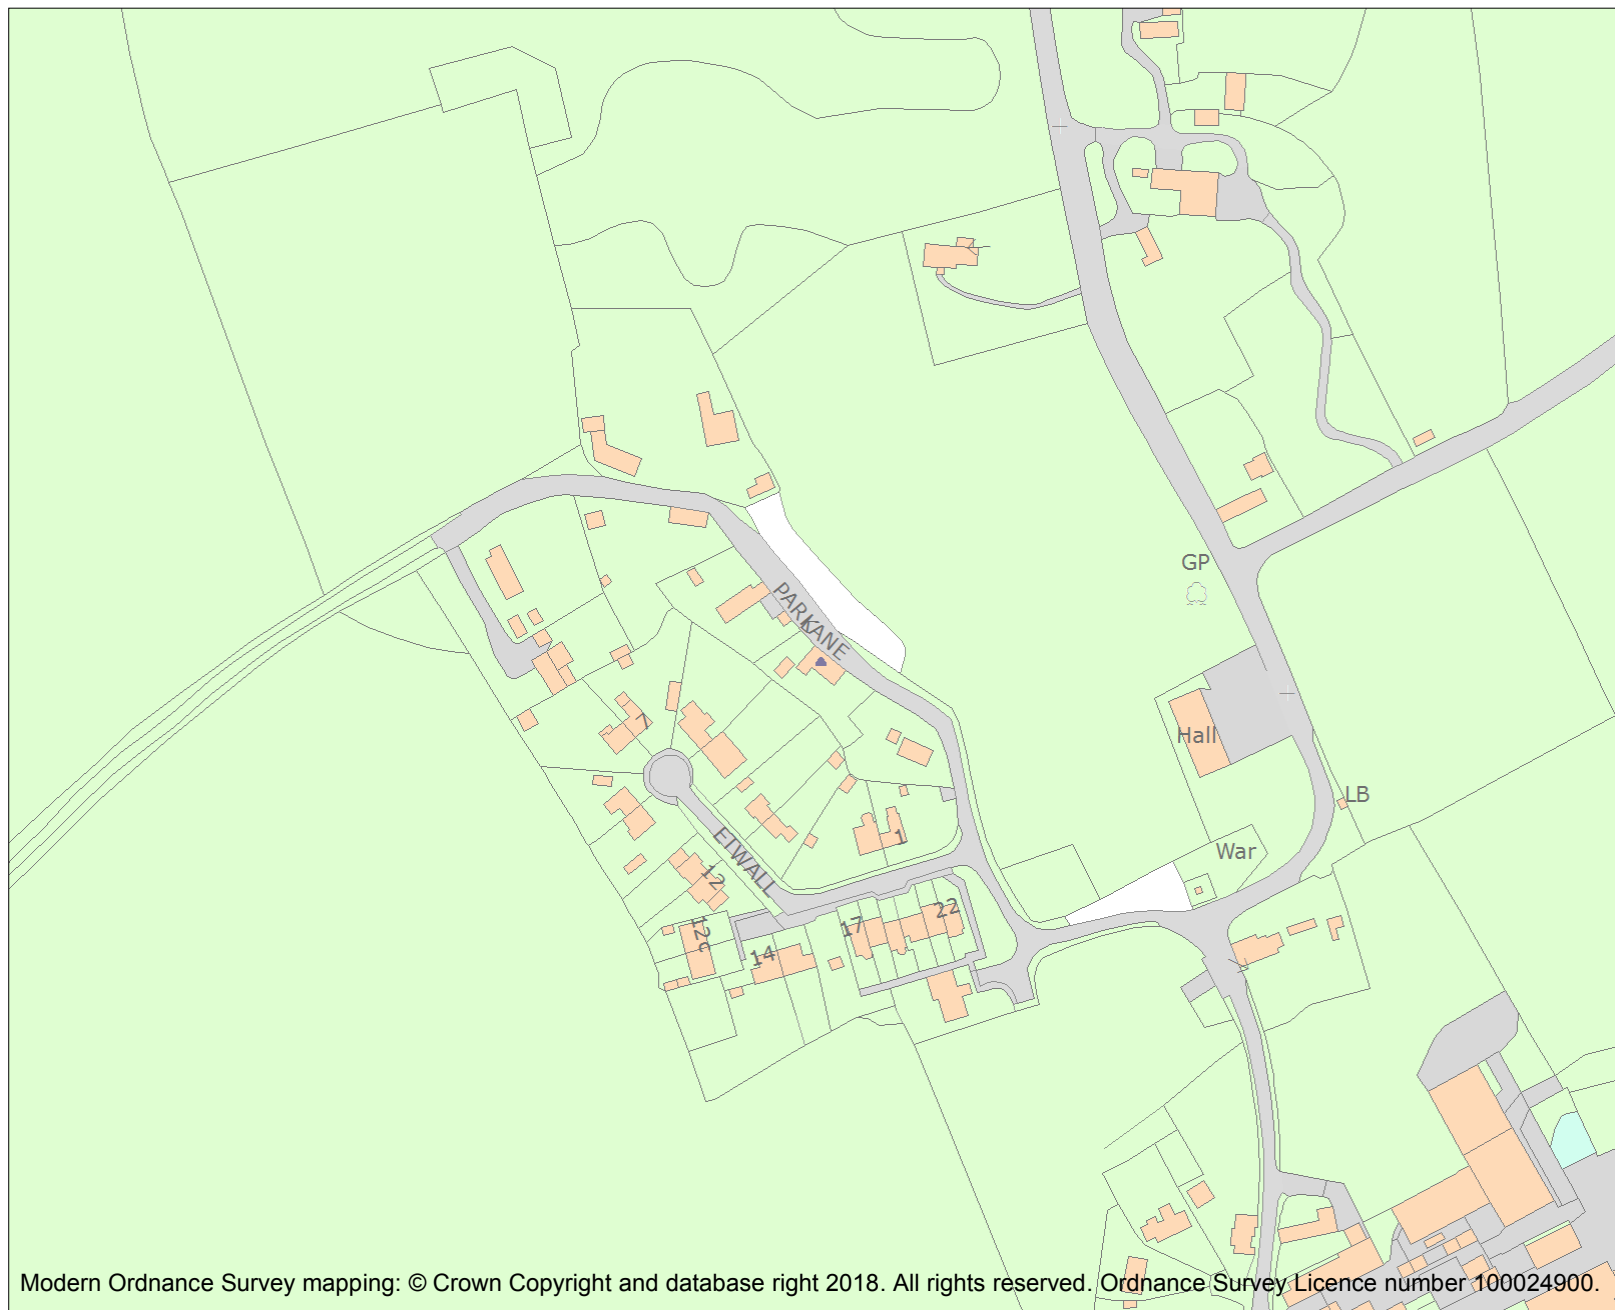 GP
PARK LANE
7
Hall
LB
1
War
ETWALL
12
22
12c
17
14
Modern Ordnance Survey mapping: © Crown Copyright and database right 2018. All rights reserved. Ordnance Survey Licence number 100024900.